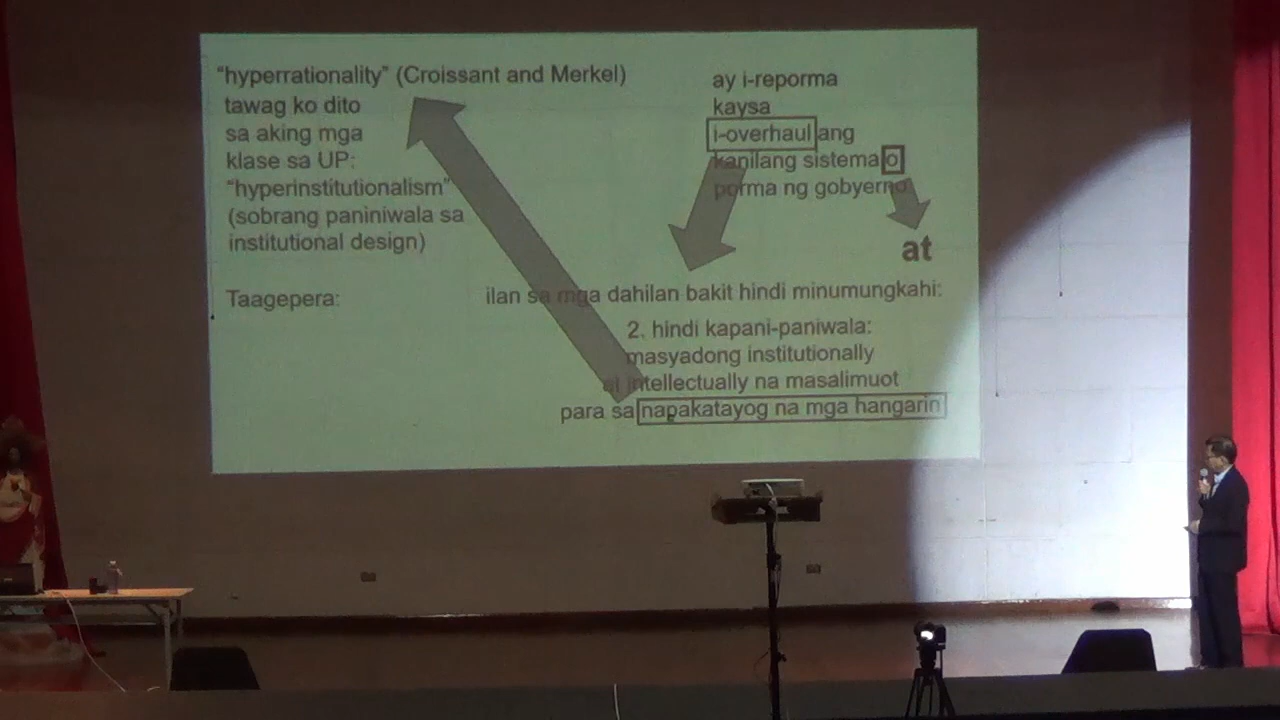 “hyperrationality” (Croissant and Merkel)
tawag ko dito
sa aking mga
klase sa UP:
“hyperinstitutionalism”
(sobrang paniniwala sa
institutional design)
Taagepera:
ay i-reporma
kaysa
i-overhaul ang
kanilang sistema o
porma ng gobyerno
at
ilan sa mga dahilan bakit hindi minumungkahi:
2. hindi kapani-paniwala:
masyadong institutionally
at intellectually na masalimuot
para sa napakatayog na mga hangarin